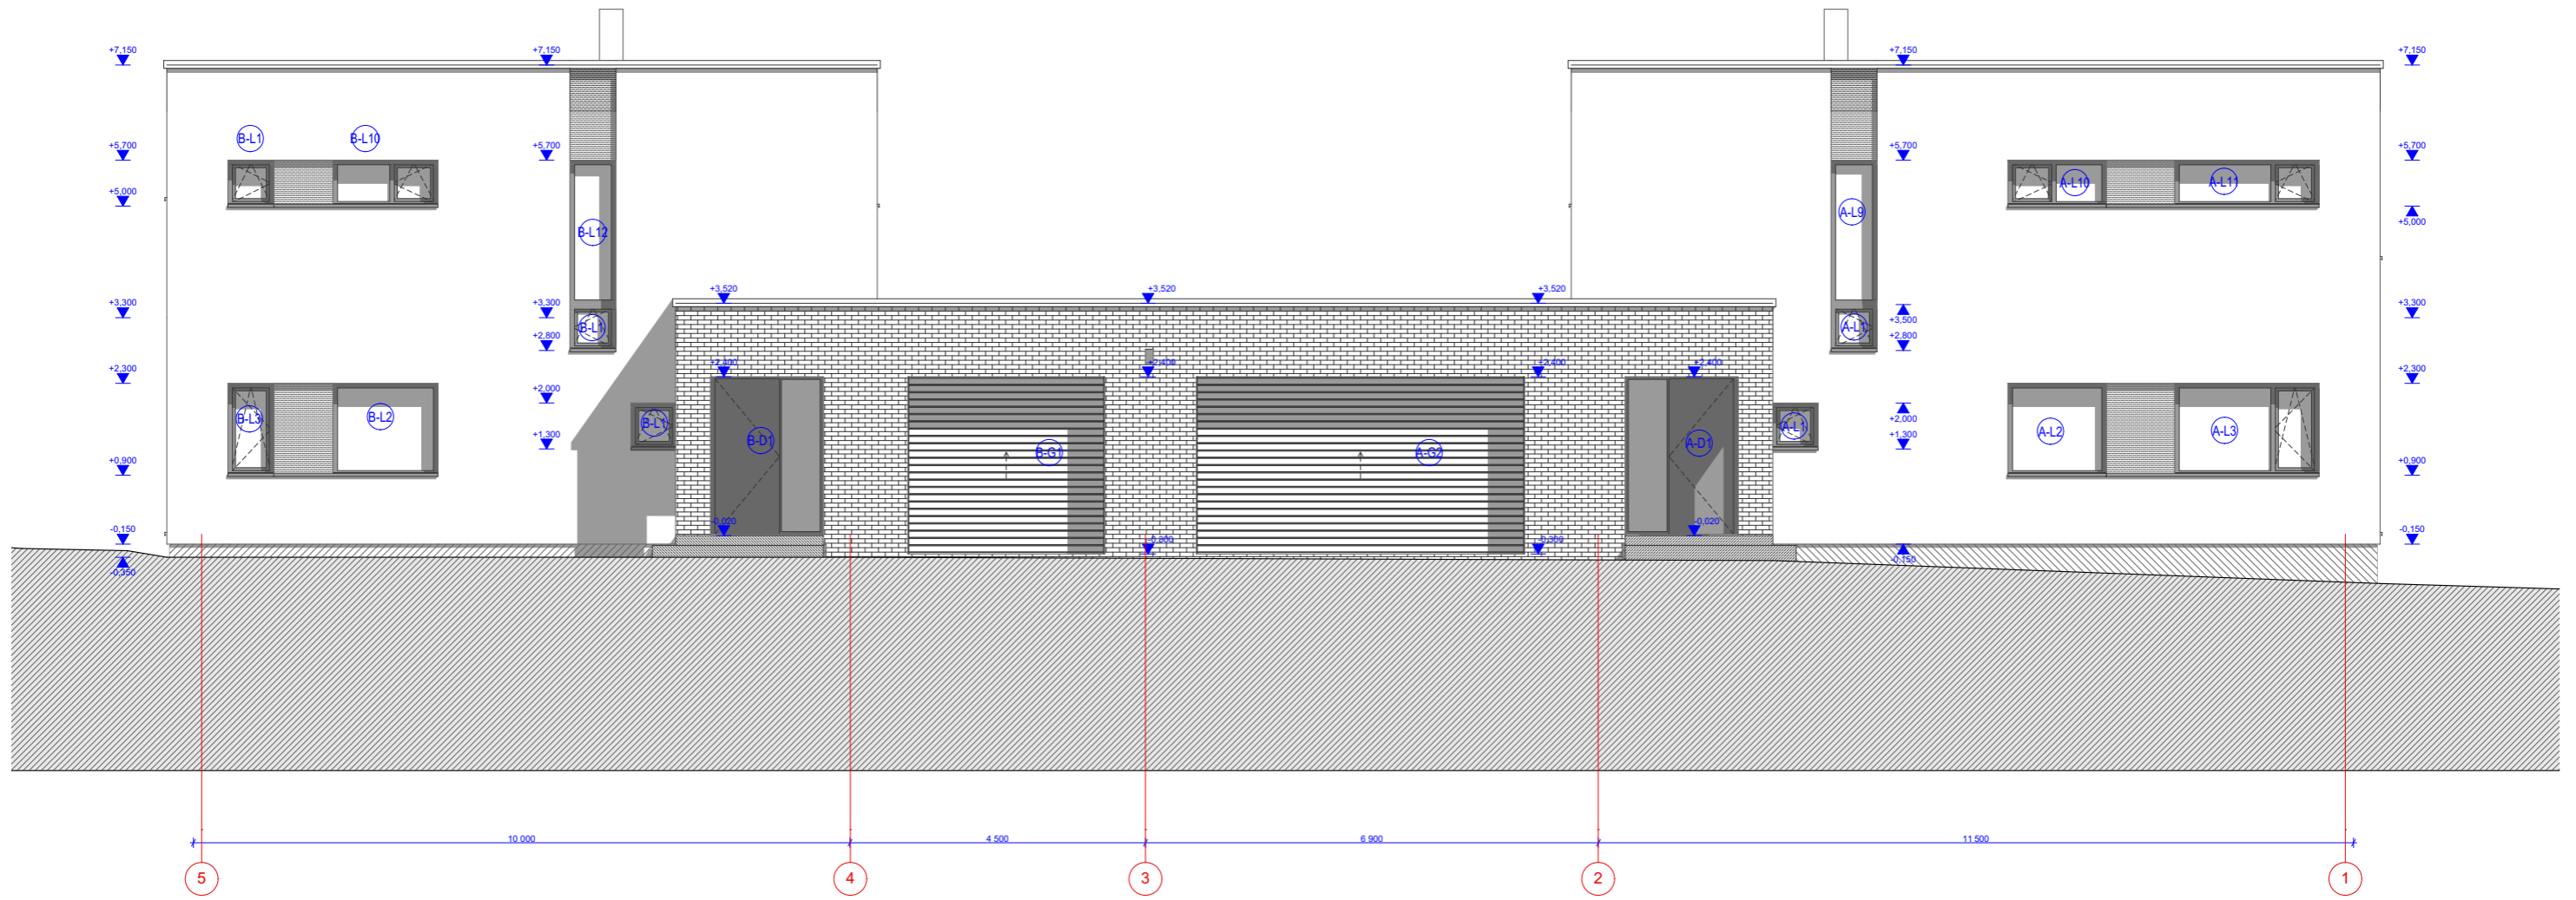 +7,150 +7,150 +7,150 +7,150
B-L1 B-L10
+5,700 +5,700 +5,700 +5,700
A-L10 A-L11
+5,000
A-L9
+5,000
B-L12
+3,520 +3,520 +3,520
+3,300 +3,300 +3,300
+3,500
B-L1 A-L1
+2,800 +2,800
+2,400 +2,400 +2,400 +2,400
+2,300 +2,300
+2,000
B-L3 B-L2 B-L1 +2,000 A-L1
A-L2 A-L3
+1,300 B-D1 A-D1 +1,300
B-G1 A-G2
+0,900 +0,900
-0,020 -0,020
-0,150 -0,150
-0,300 -0,300
-0,150
-0,350
10 000 4 500 6 900 11 500
5 4 3 2 1